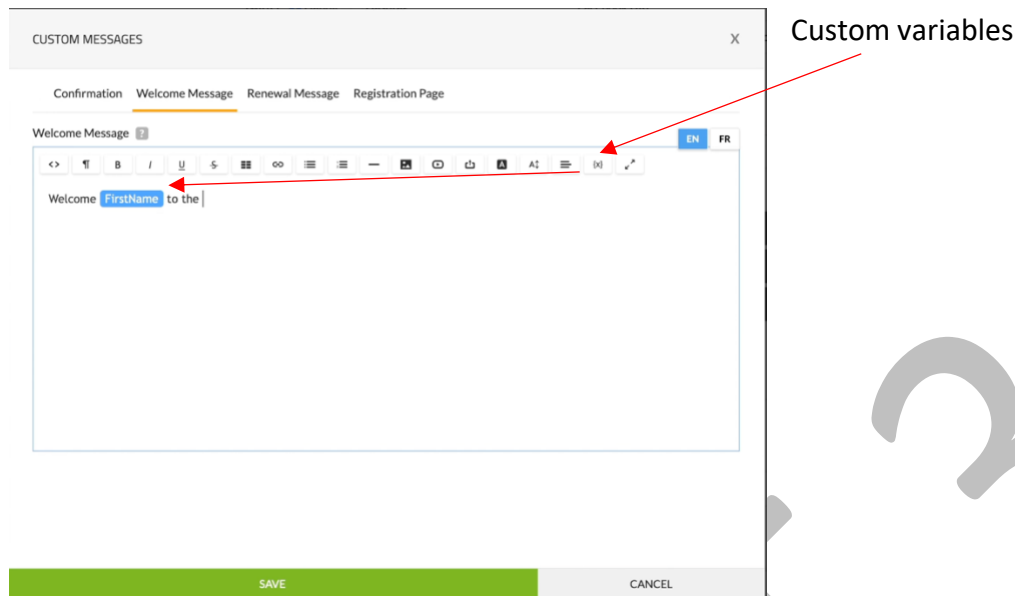 Custom variables
CUSTOM MESSAGES X
Confirmation Welcome Message Renewal Message Registration Page
Welcome Message ?
EN FR
<> ¶ B I U S A A {x}
Welcome FirstName to the
SAVE CANCEL